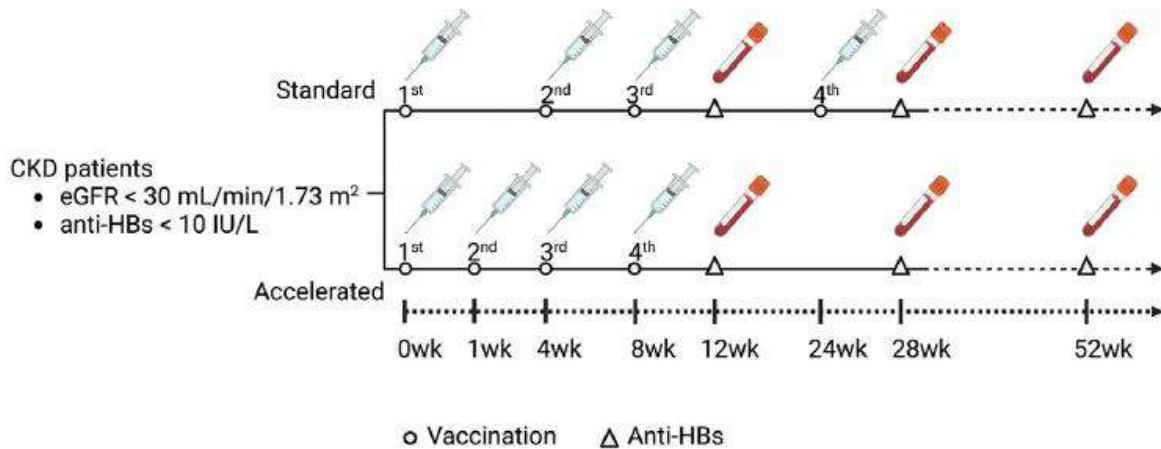 1st 2nd 3rd 4th
Standard
CKD patients
• eGFR < 30 mL/min/1.73 m²
• anti-HBs < 10 IU/L
1st 2nd 3rd 4th
Accelerated
0wk 1wk 4wk 8wk 12wk 24wk 28wk 52wk
Vaccination Anti-HBs